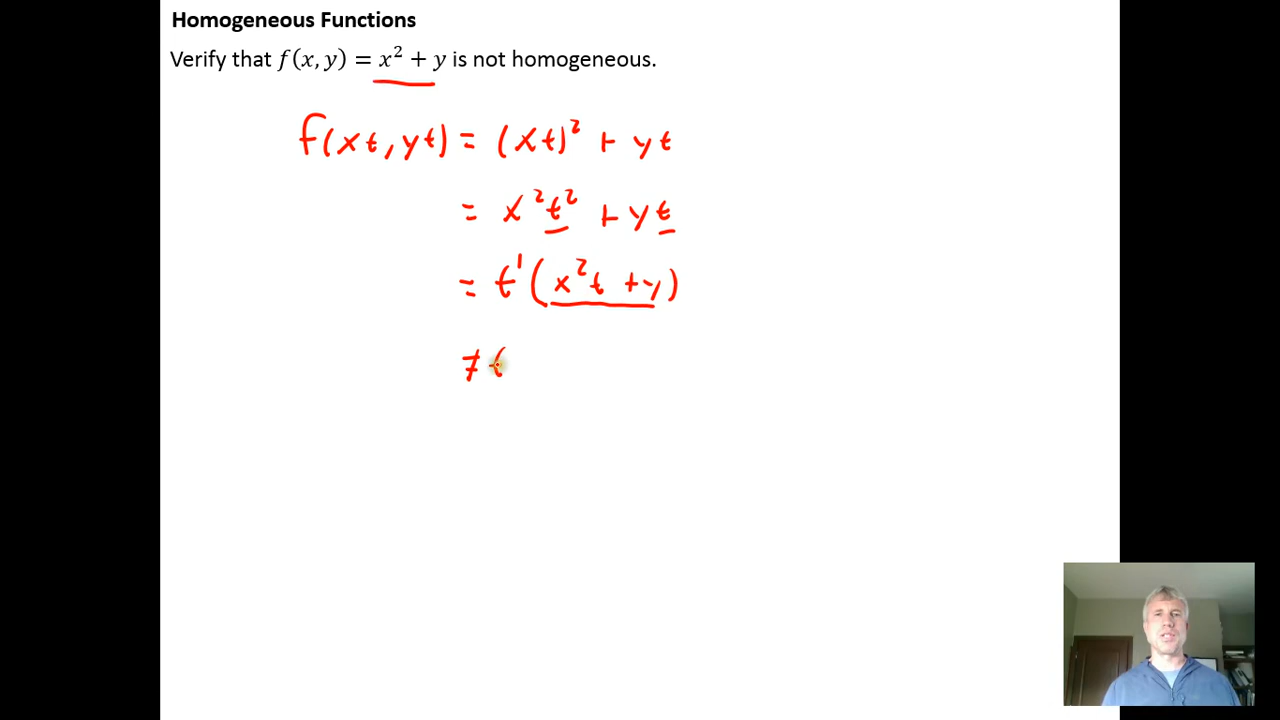 Homogeneous Functions
Verify that f(x, y) = x² + y is not homogeneous.
f(xt, yt) = (xt)² + yt
= x²t² + yt
= t¹(x²t + y)
≠ t